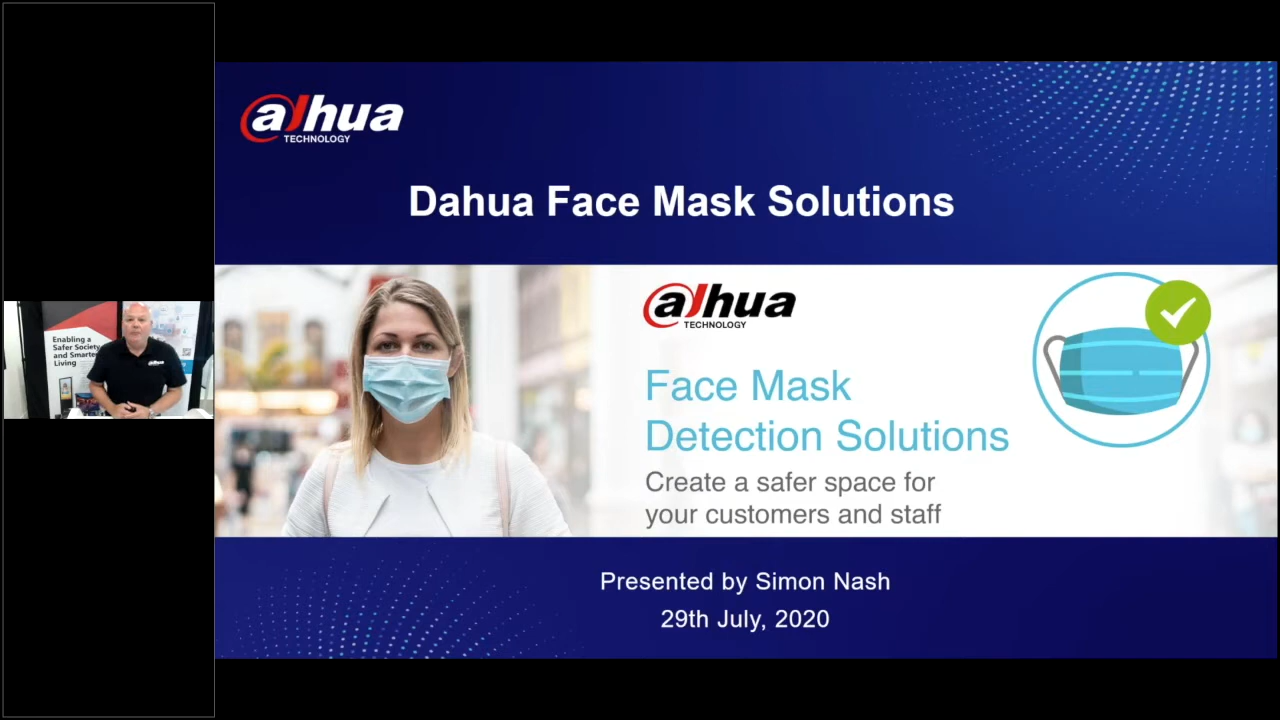 alhua
TECHNOLOGY
Dahua Face Mask Solutions
alhua
TECHNOLOGY
Face Mask
Detection Solutions
Create a safer space for
your customers and staff
Presented by Simon Nash
29th July, 2020
Enabling a
Safer Society
and Smarter
Living
alhua